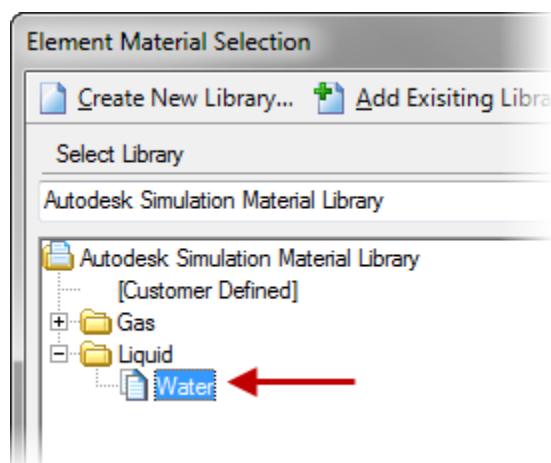 Element Material Selection
Create New Library... Add Exisiting Libra
Select Library
Autodesk Simulation Material Library
Autodesk Simulation Material Library
[Customer Defined]
Gas
Liquid
Water